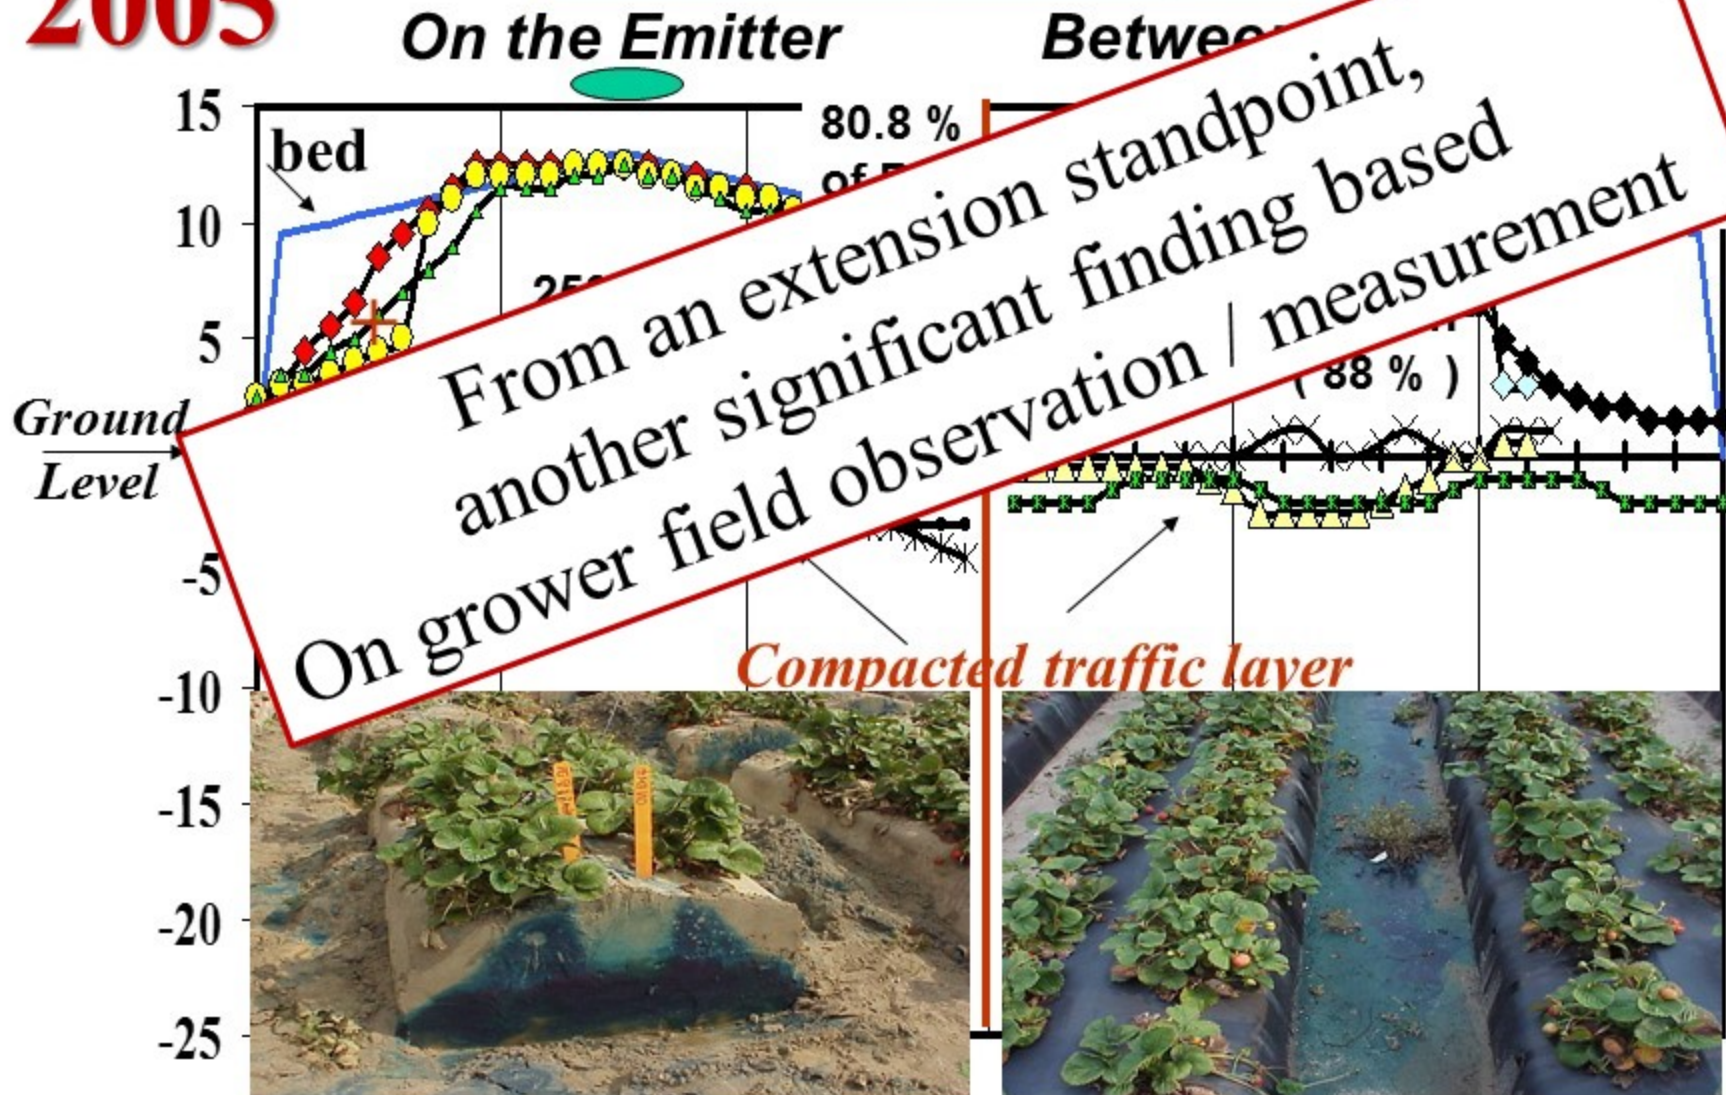 2005
On the Emitter
15
80.8 %
bed
10
5
88 %
Ground
Level
From an extension standpoint,
another significant finding based
On grower field observation / measurement
-5
Compacted traffic layer
-10
-15
-20
-25